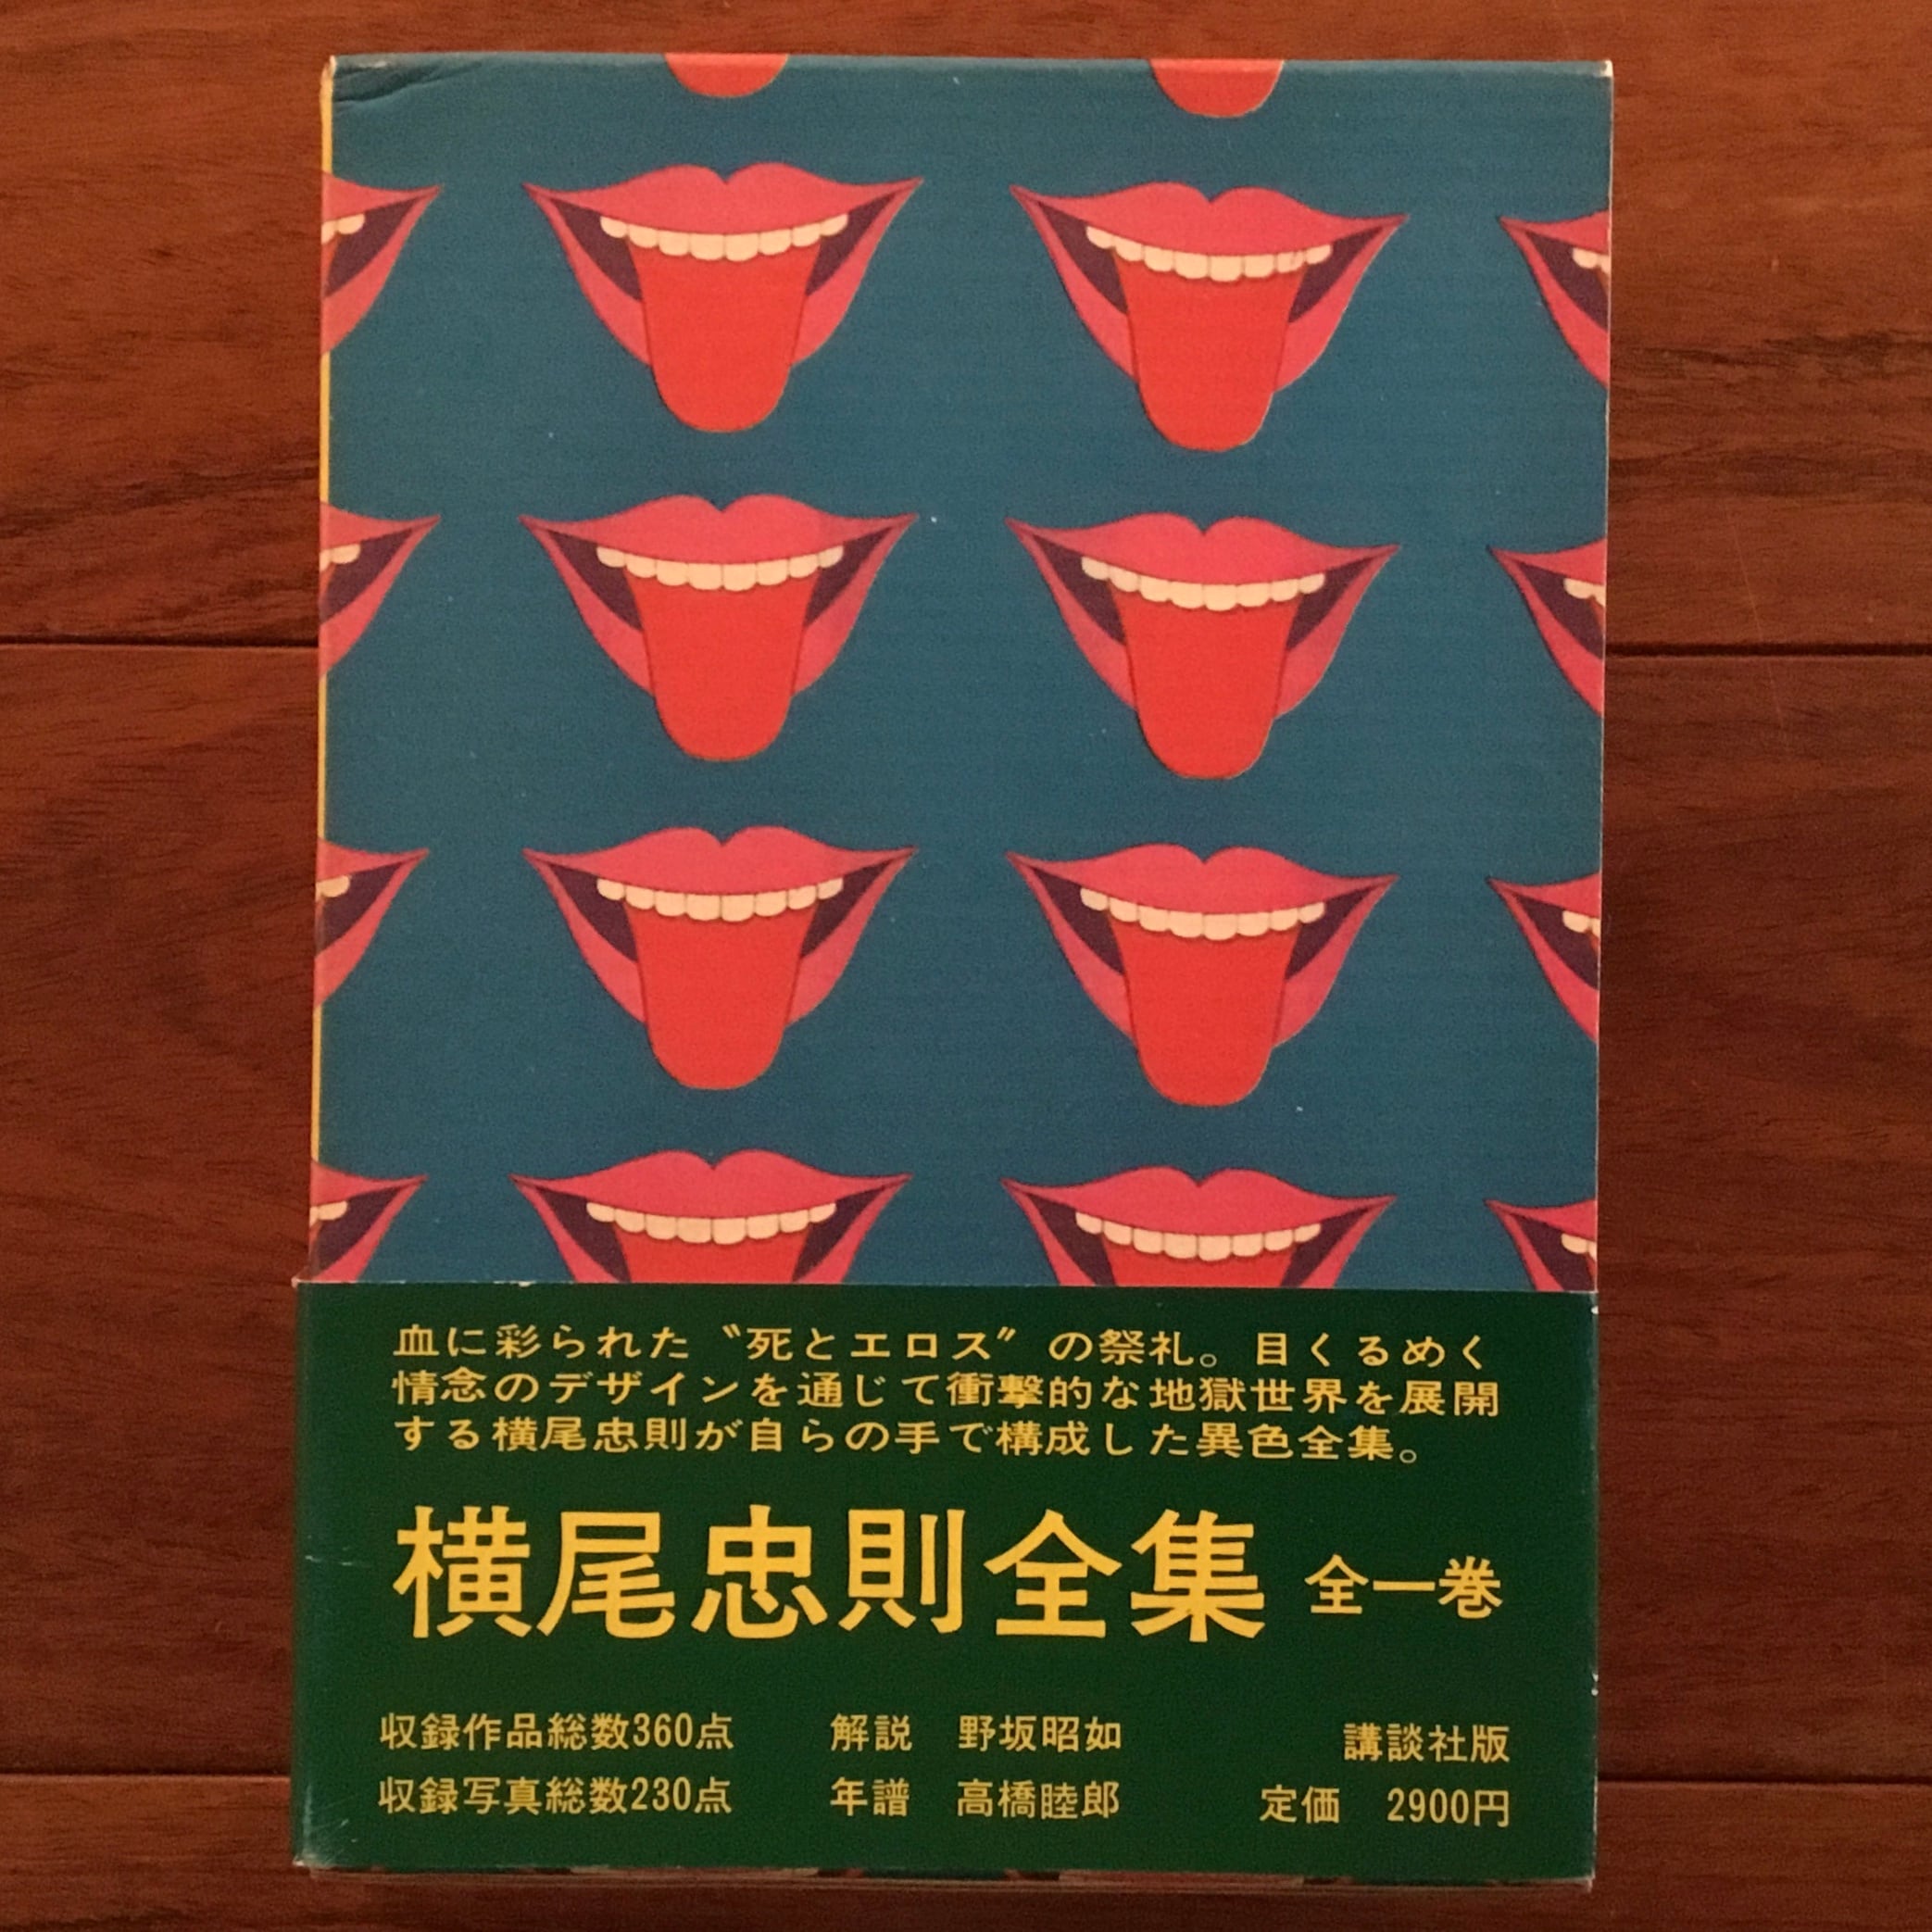 血に彩られた〝死とエロス〟の祭礼。目くるめく
情念のデザインを通じて衝撃的な地獄世界を展開
する横尾忠則が自らの手で構成した異色全集。
横尾忠則全集 全一巻
収録作品総数360点 解説 野坂昭如 講談社版
収録写真総数230点 年譜 高橋睦郎 定価 2900円